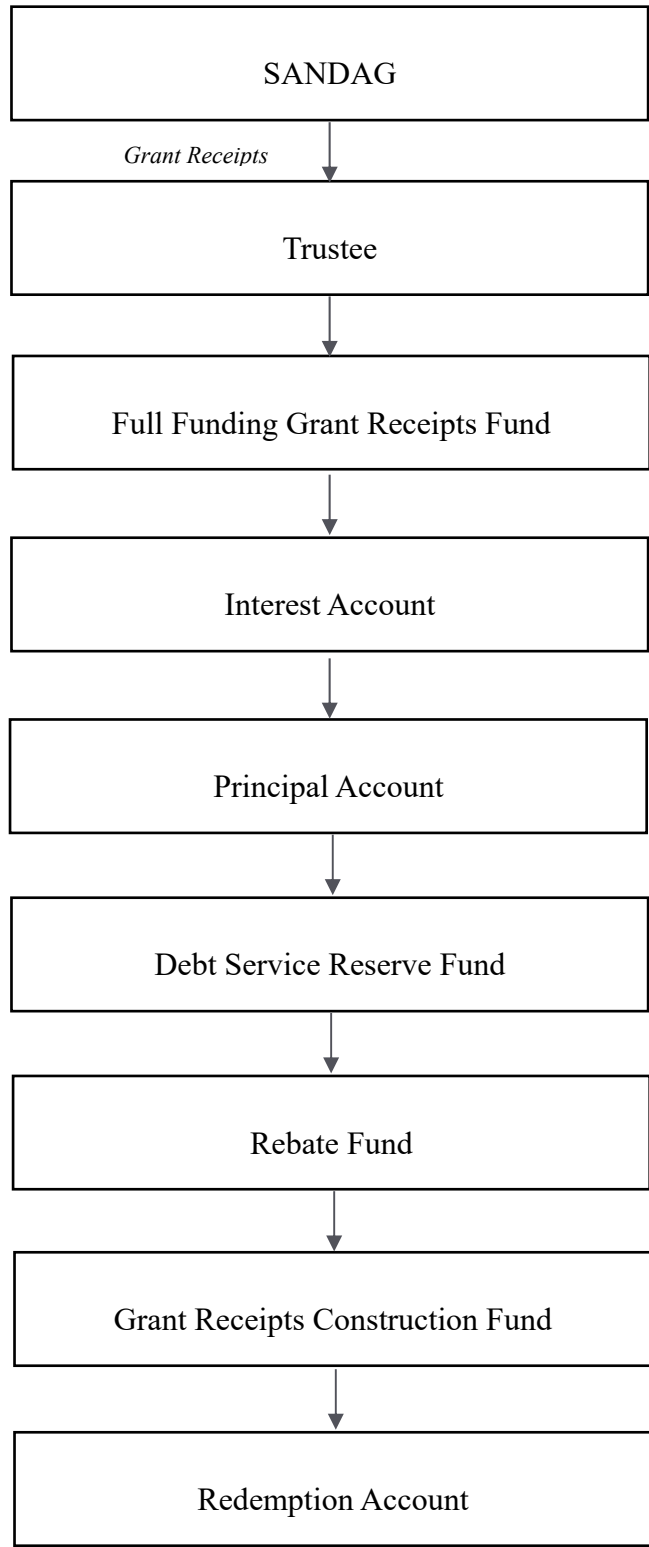 SANDAG
Grant Receipts
Trustee
Full Funding Grant Receipts Fund
Interest Account
Principal Account
Debt Service Reserve Fund
Rebate Fund
Grant Receipts Construction Fund
Redemption Account